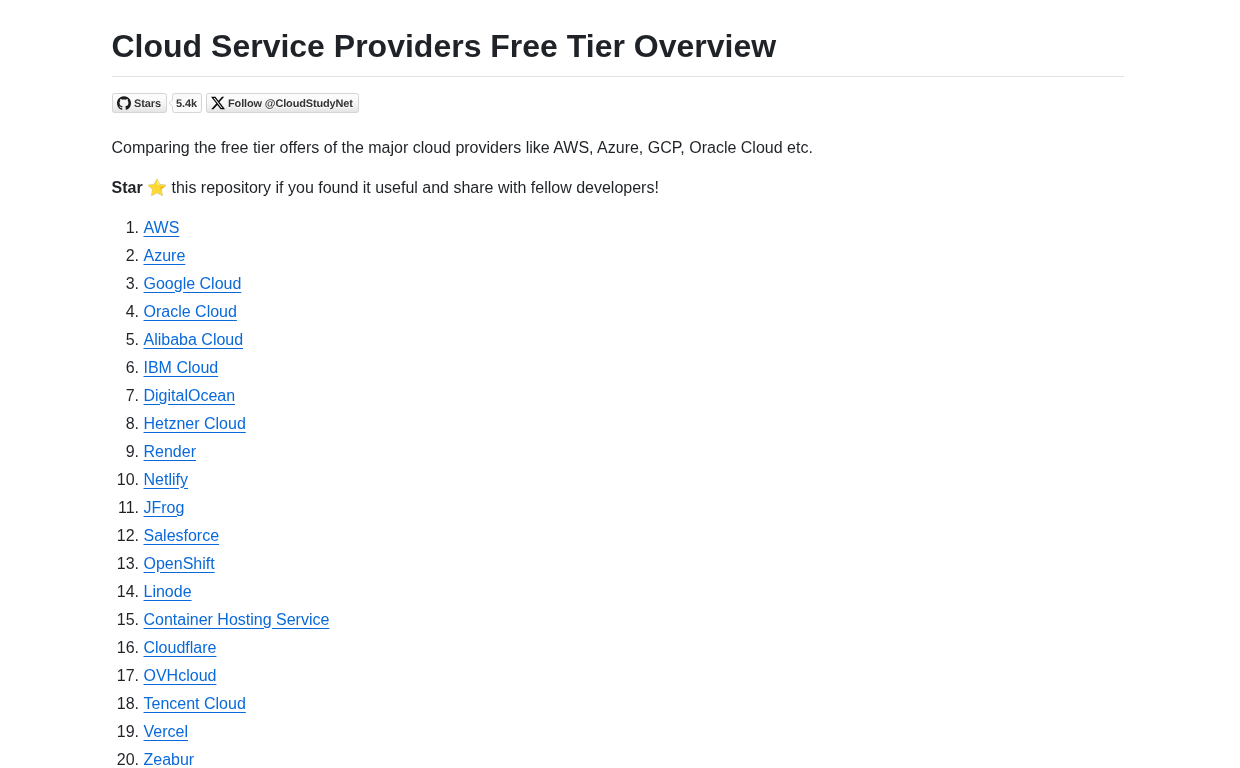 Cloud Service Providers Free Tier Overview
Stars 5.4k Follow @CloudStudyNet
Comparing the free tier offers of the major cloud providers like AWS, Azure, GCP, Oracle Cloud etc.
Star ⭐ this repository if you found it useful and share with fellow developers!
1. AWS
2. Azure
3. Google Cloud
4. Oracle Cloud
5. Alibaba Cloud
6. IBM Cloud
7. DigitalOcean
8. Hetzner Cloud
9. Render
10. Netlify
11. JFrog
12. Salesforce
13. OpenShift
14. Linode
15. Container Hosting Service
16. Cloudflare
17. OVHcloud
18. Tencent Cloud
19. Vercel
20. Zeabur